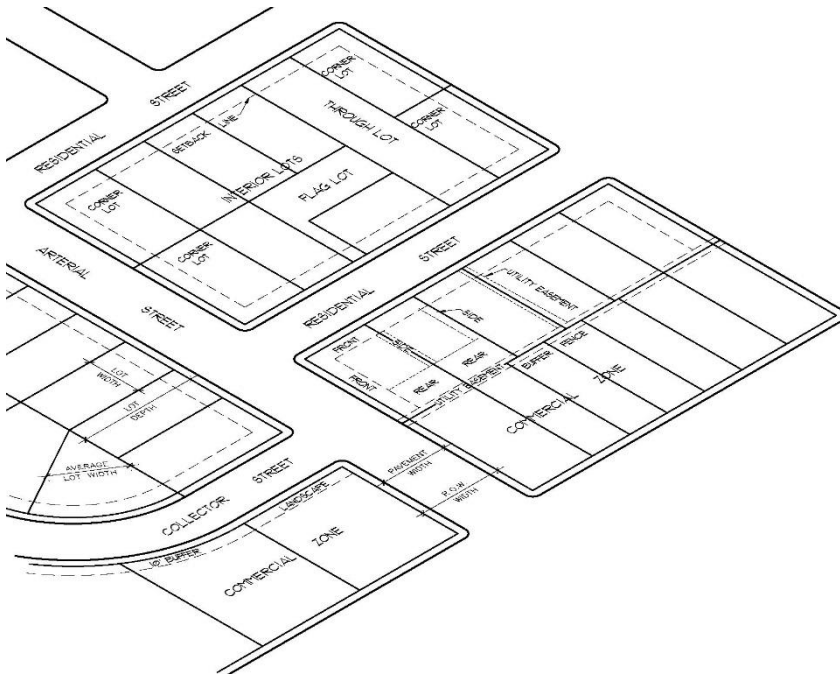 RESIDENTIAL STREET
SETBACK LINE
CORNER
LOT
THROUGH LOT
CORNER
LOT
INTERIOR LOTS
FLAG LOT
CORNER
LOT
CORNER
LOT
ARTERIAL STREET
RESIDENTIAL STREET
UTILITY EASEMENT
SIDE
FRONT
SIDE
FRONT
REAR
REAR
UTILITY EASEMENT
BUFFER FENCE
COMMERCIAL ZONE
LOT
WIDTH
LOT
DEPTH
AVERAGE
LOT WIDTH
COLLECTOR STREET
PAVEMENT
WIDTH
R.O.W
WIDTH
LANDSCAPE
BUFFER
COMMERCIAL ZONE